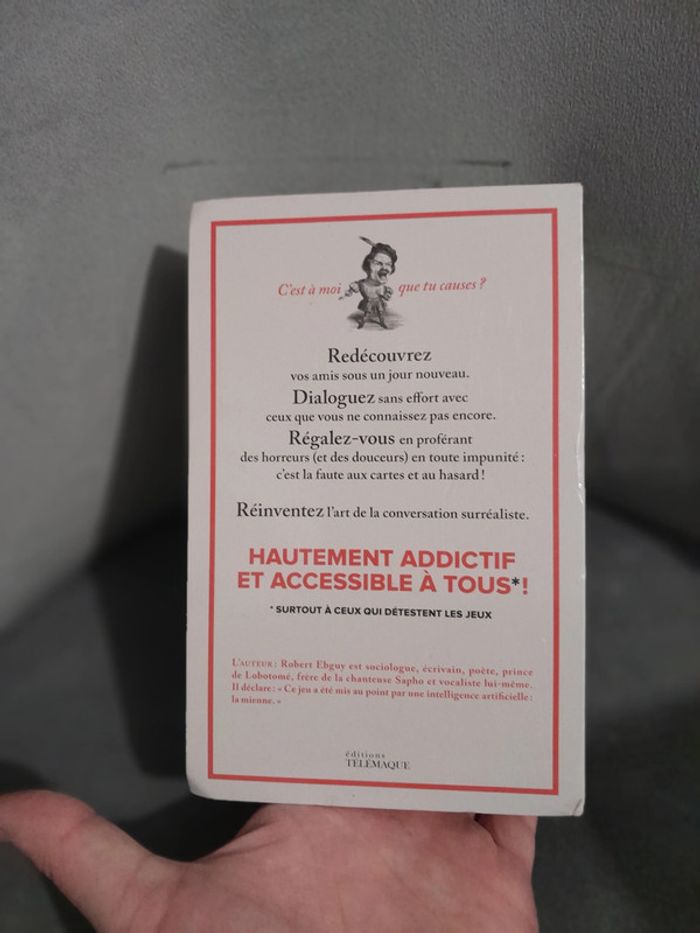 C'est à moi que tu causes ?
Redécouvrez
vos amis sous un jour nouveau.
Dialoguez sans effort avec
ceux que vous ne connaissez pas encore.
Régalez-vous en proférant
des horreurs (et des douceurs) en toute impunité :
c'est la faute aux cartes et au hasard !
Réinventez l'art de la conversation surréaliste.
HAUTEMENT ADDICTIF
ET ACCESSIBLE À TOUS* !
* SURTOUT À CEUX QUI DÉTESTENT LES JEUX
L'AUTEUR : Robert Ebguy est sociologue, écrivain, poète, prince
de Lobotomé, frère de la chanteuse Sapho et vocaliste lui-même.
Il déclare : « Ce jeu a été mis au point par une intelligence artificielle :
la mienne. »
éditions
TÉLÉMAQUE